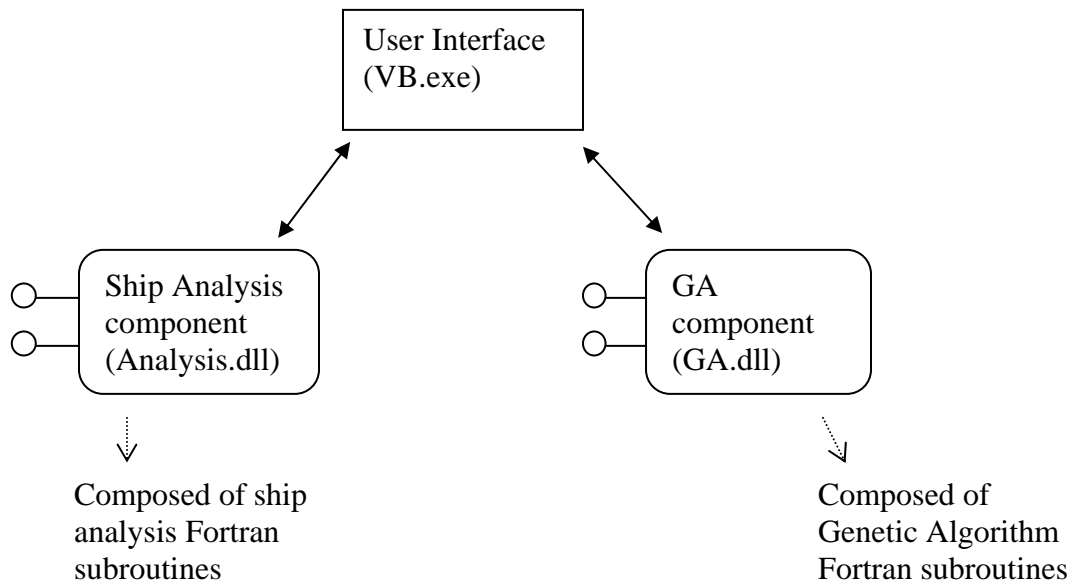 User Interface
(VB.exe)
Ship Analysis
component
(Analysis.dll)
GA
component
(GA.dll)
Composed of ship
analysis Fortran
subroutines
Composed of
Genetic Algorithm
Fortran subroutines